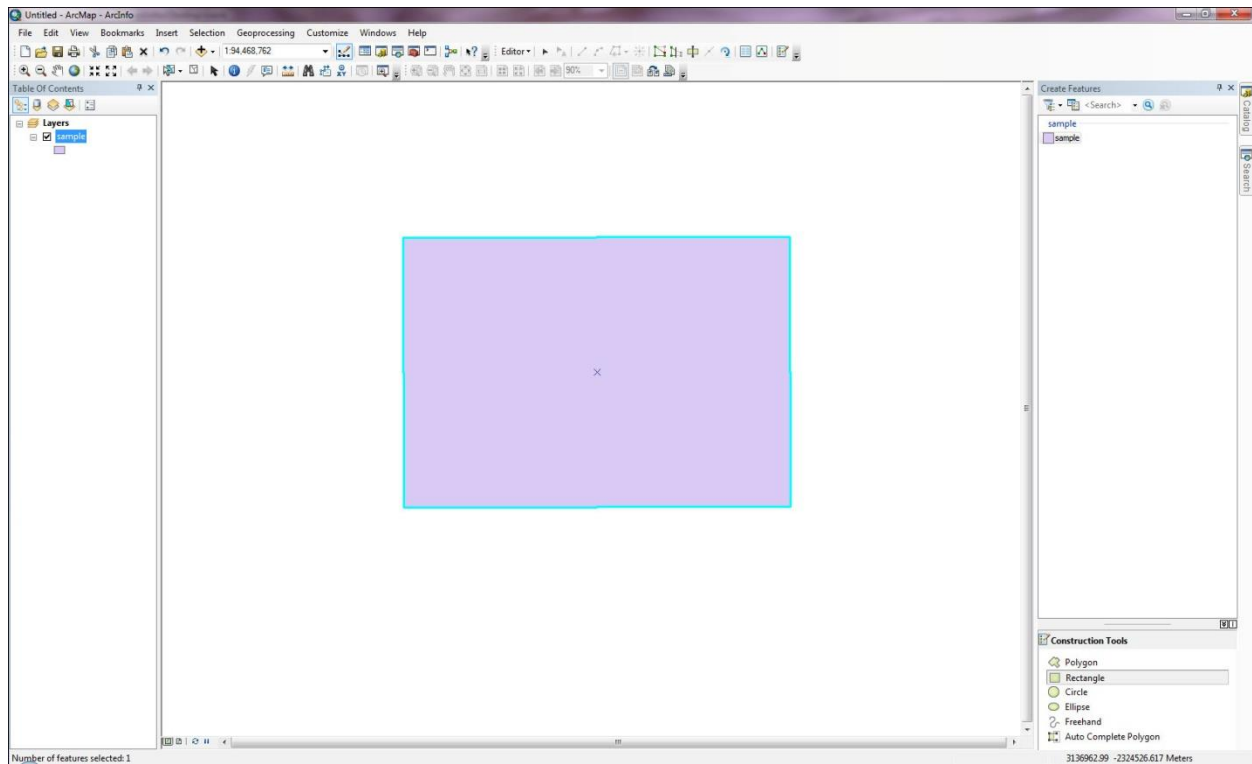 Untitled - ArcMap - ArcInfo
File Edit View Bookmarks Insert Selection Geoprocessing Customize Windows Help
1:94,468,762 Editor
90%
Table Of Contents
Layers
sample
Create Features
<Search>
sample
sample
Catalog
Search
Construction Tools
Polygon
Rectangle
Circle
Ellipse
Freehand
Auto Complete Polygon
Number of features selected: 1
3136962.99 -2324526.617 Meters